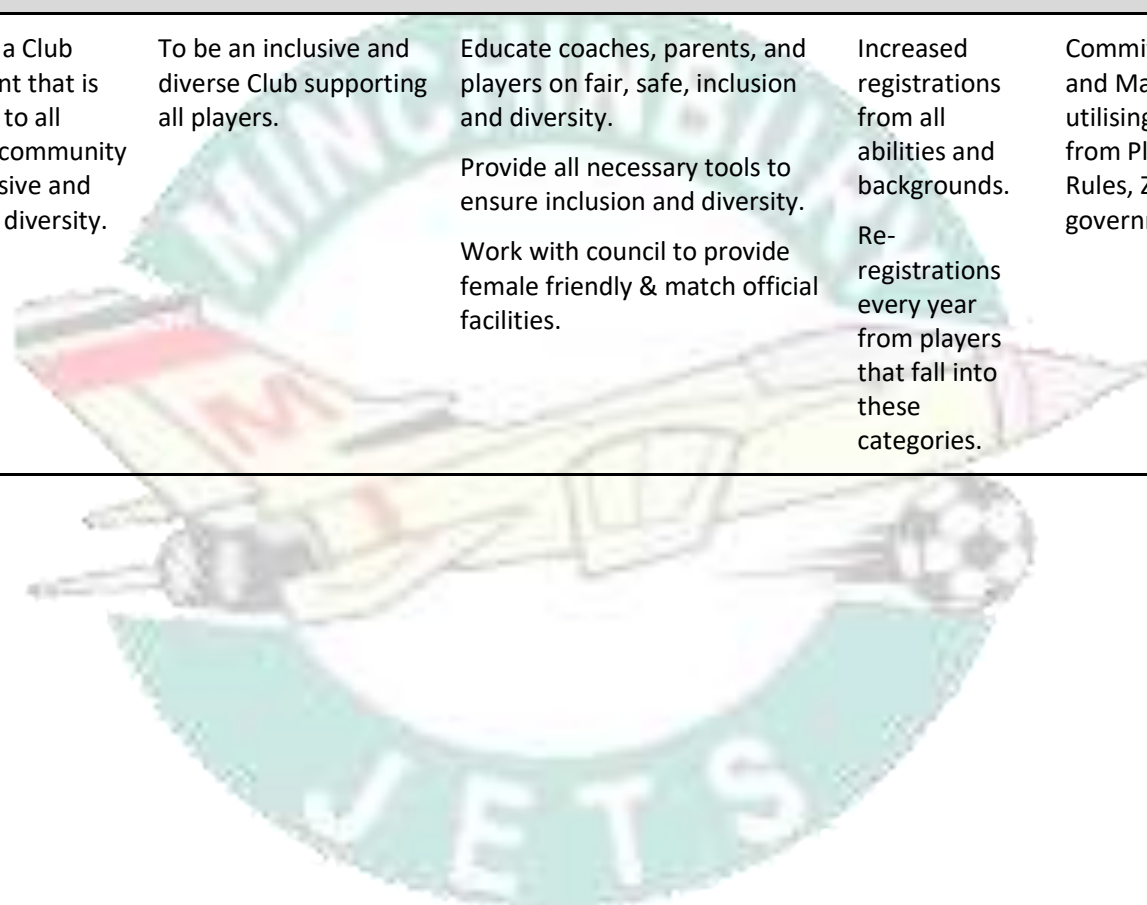 a Club
nt that is
to all
community
sive and
diversity.
To be an inclusive and
diverse Club supporting
all players.
Educate coaches, parents, and
players on fair, safe, inclusion
and diversity.
Provide all necessary tools to
ensure inclusion and diversity.
Work with council to provide
female friendly & match official
facilities.
Increased
registrations
from all
abilities and
backgrounds.
Re-
registrations
every year
from players
that fall into
these
categories.
Commi
and Ma
utilising
from Pl
Rules, Z
govern
MINCHINBURY
M
JETS